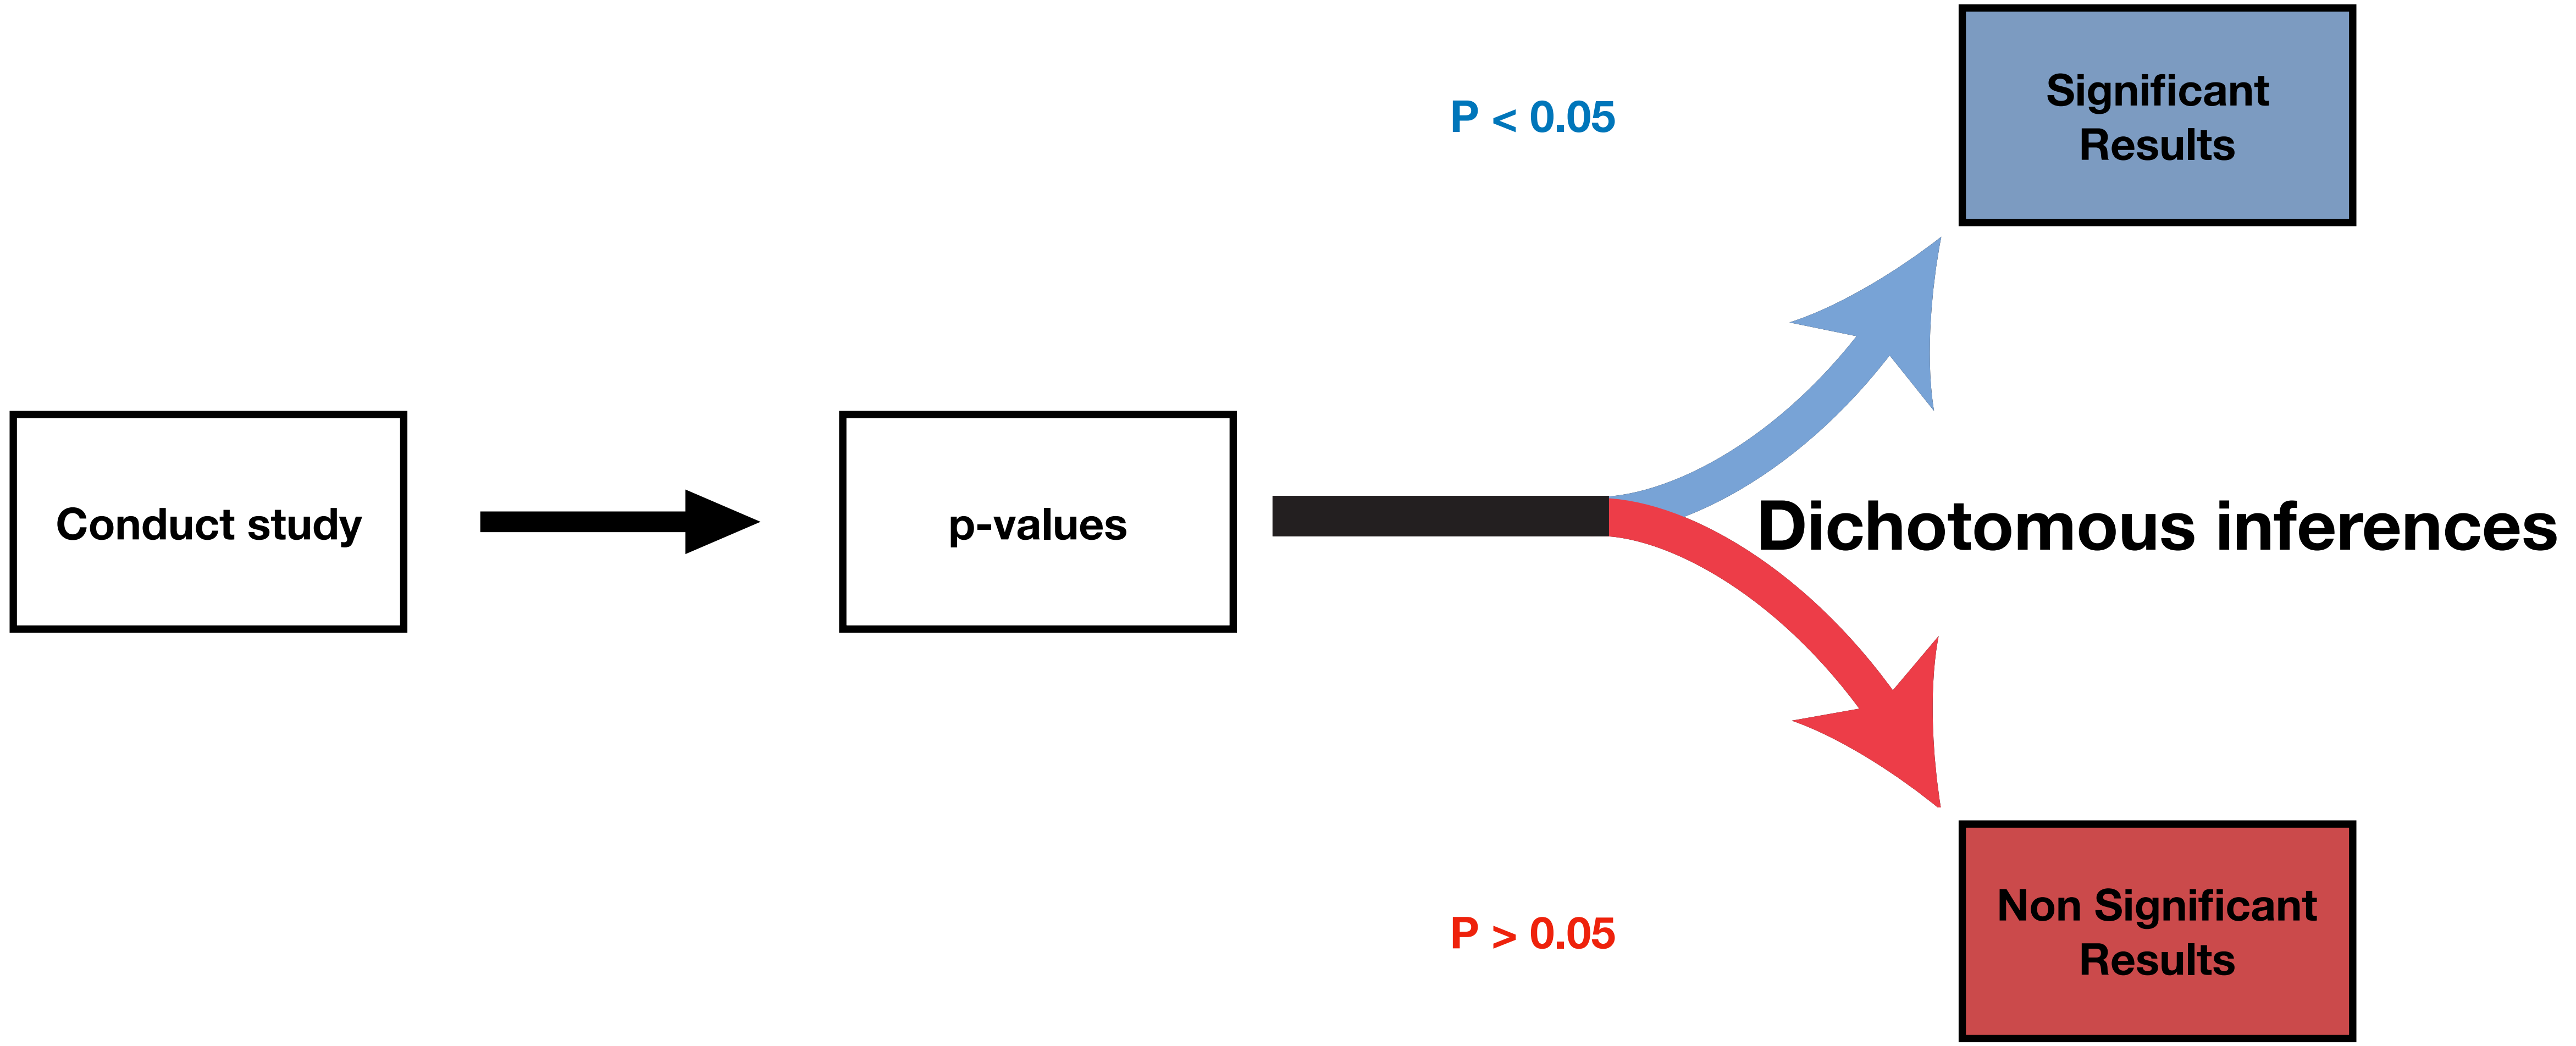 P < 0.05
Significant
Results
Conduct study
p-values
Dichotomous inferences
P > 0.05
Non Significant
Results